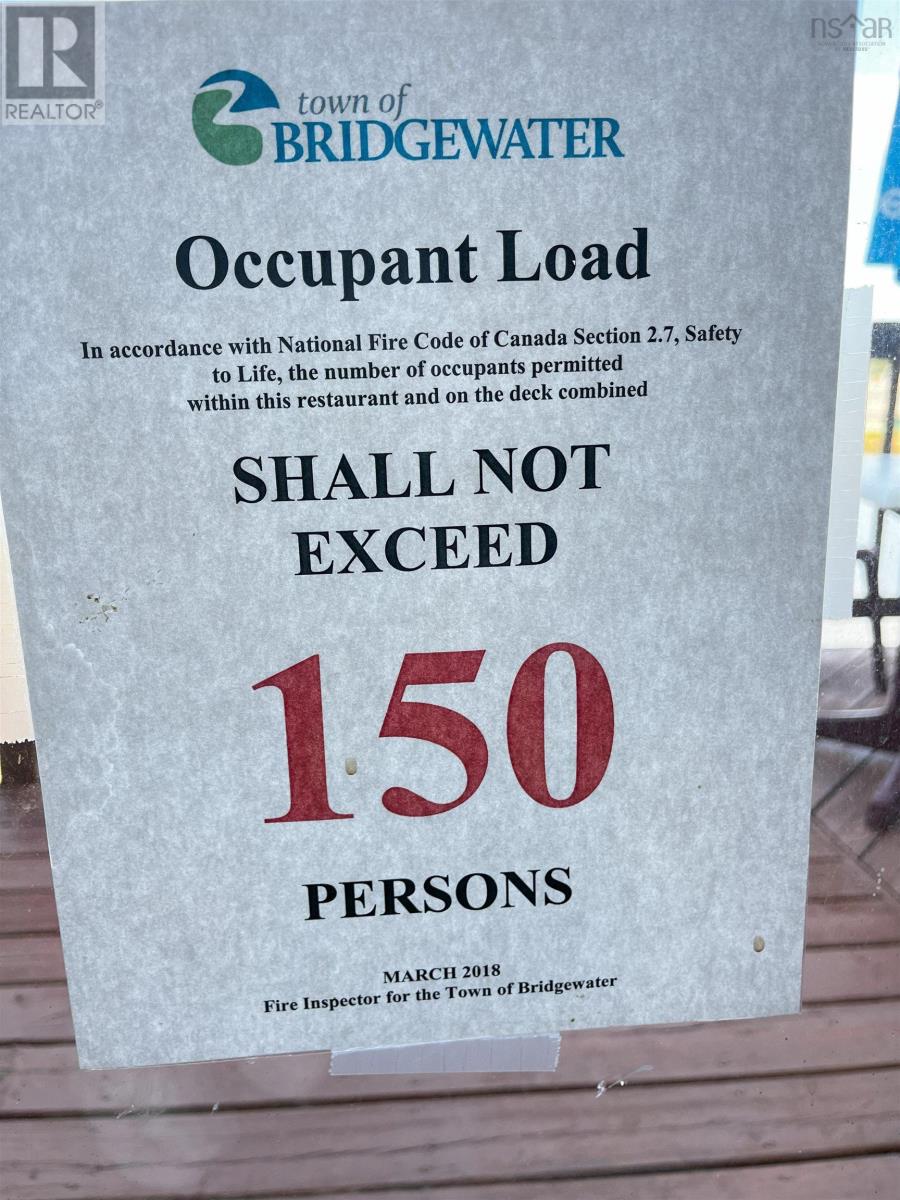 REALTOR®
nsar
town of
BRIDGEWATER
Occupant Load
In accordance with National Fire Code of Canada Section 2.7, Safety
to Life, the number of occupants permitted
within this restaurant and on the deck combined
SHALL NOT
EXCEED
150
PERSONS
MARCH 2018
Fire Inspector for the Town of Bridgewater